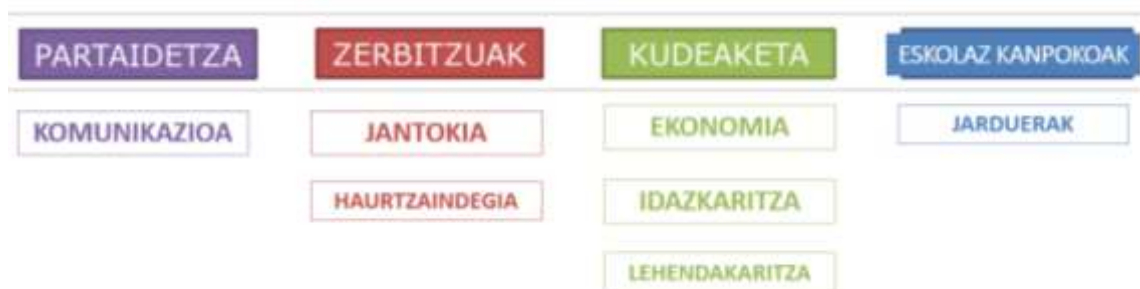 PARTAIDETZA
ZERBITZUAK
KUDEAKETA
ESKOLAZ KANPOKOAK
KOMUNIKAZIOA
JANTOKIA
EKONOMIA
JARDUERAK
HAURTZAINDEGIA
IDAZKARITZA
LEHENDAKARITZA